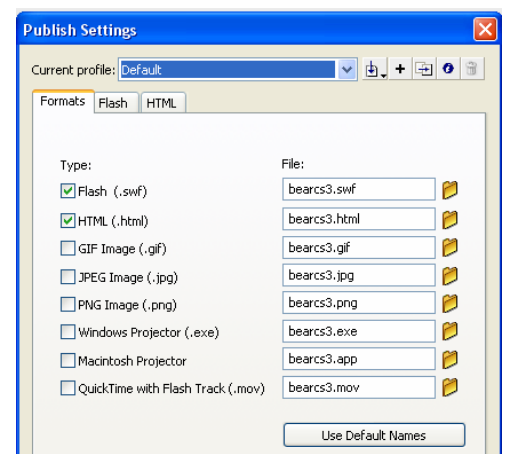 Publish Settings
Current profile: Default
Formats Flash HTML
Type: File:
Flash (.swf) bearcs3.swf
HTML (.html) bearcs3.html
GIF Image (.gif) bearcs3.gif
JPEG Image (.jpg) bearcs3.jpg
PNG Image (.png) bearcs3.png
Windows Projector (.exe) bearcs3.exe
Macintosh Projector bearcs3.app
QuickTime with Flash Track (.mov) bearcs3.mov
Use Default Names